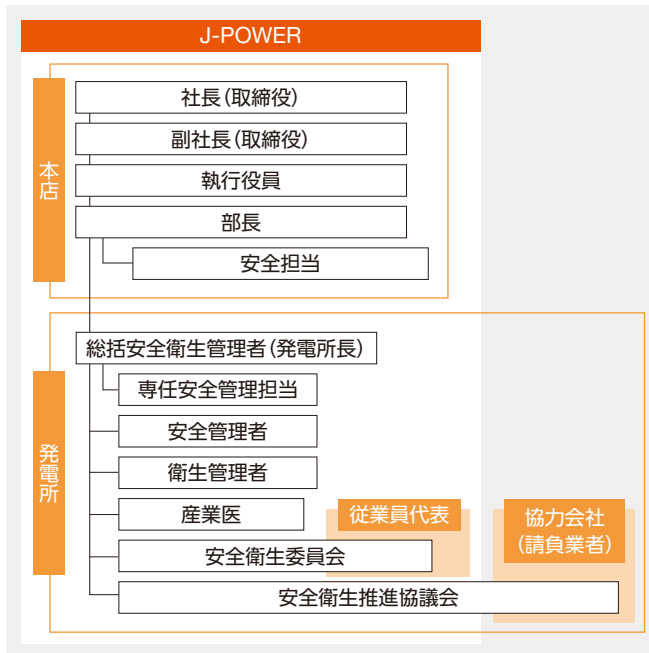 J-POWER
本店
社長(取締役)
副社長(取締役)
執行役員
部長
安全担当
発電所
総括安全衛生管理者(発電所長)
専任安全管理担当
安全管理者
衛生管理者
産業医
従業員代表
協力会社
(請負業者)
安全衛生委員会
安全衛生推進協議会